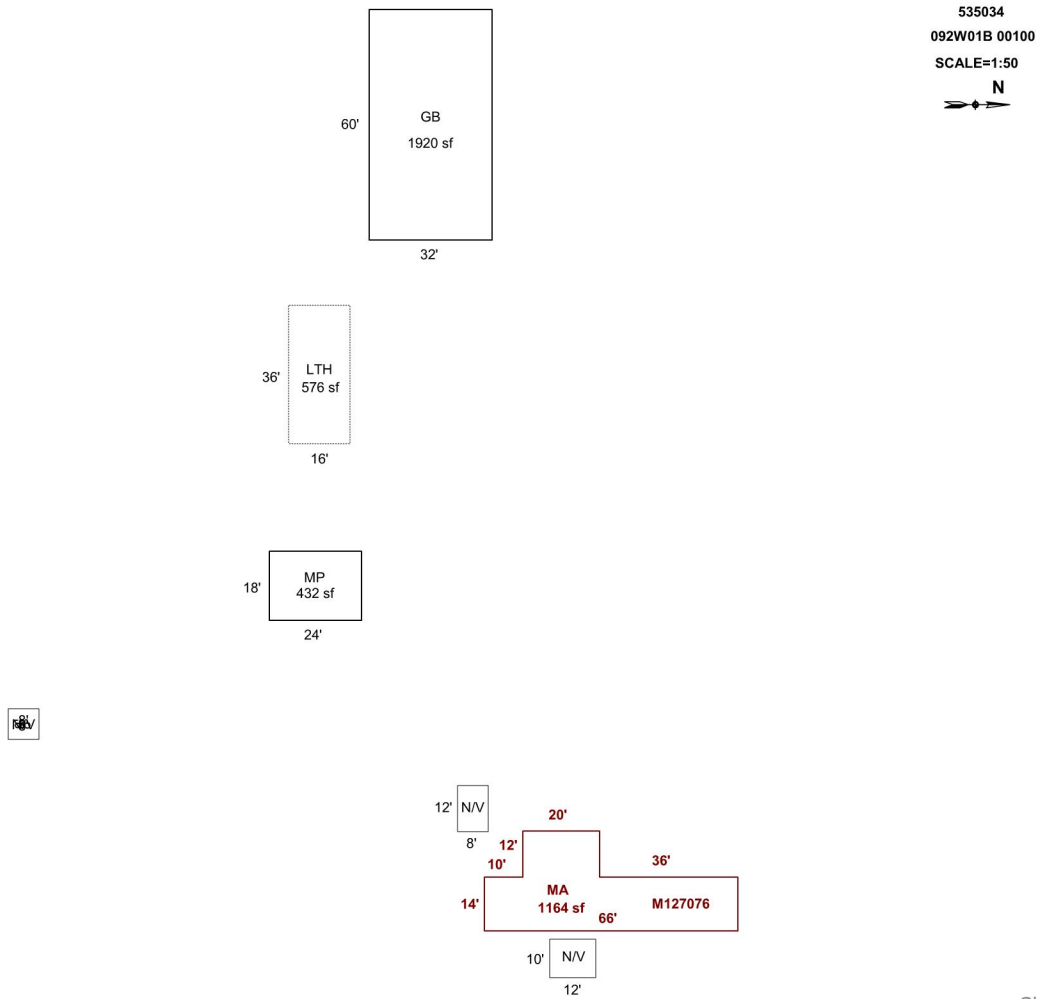 535034
092W01B 00100
SCALE=1:50
N
60'
GB
1920 sf
32'
36'
LTH
576 sf
16'
18'
MP
432 sf
24'
8'
12'
N/V
8'
20'
12'
10'
36'
14'
MA
1164 sf
66'
M127076
10'
N/V
12'